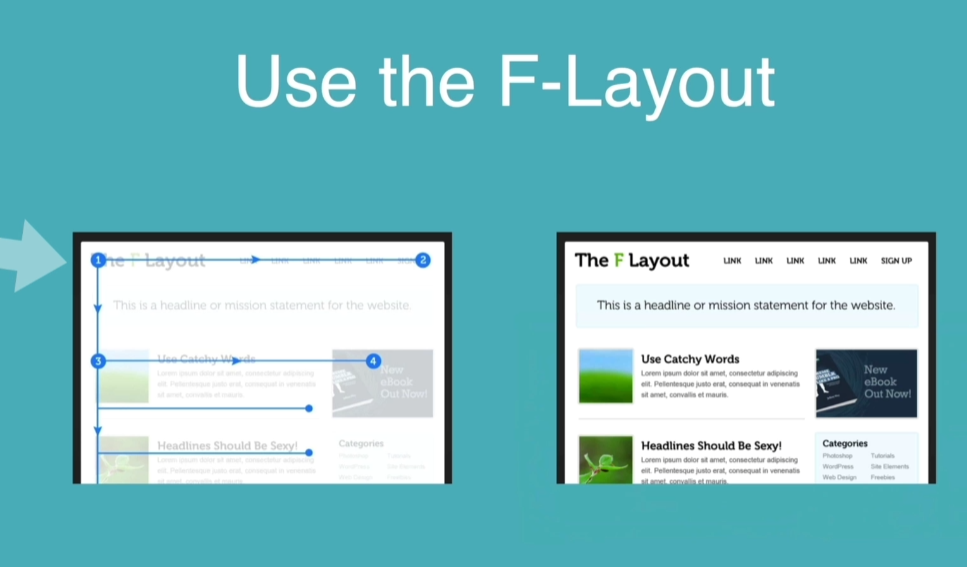 Use the F-Layout
1
The F Layout
LINK LINK LINK LINK LINK SIGN
2
This is a headline or mission statement for the website.
3
Use Catchy Words
4
Lorem ipsum dolor sit amet, consectetur adipiscing
elit. Pellentesque justo erat, consequat in venenatis
sit amet, convallis et mauris.
New
eBook
Out Now!
Headlines Should Be Sexy!
Lorem ipsum dolor sit amet, consectetur adipiscing
elit. Pellentesque justo erat, consequat in venenatis
sit amet, convallis et mauris.
Categories
Photoshop Tutorials
WordPress Site Elements
Web Design Freebies
The F Layout
LINK LINK LINK LINK LINK SIGN UP
This is a headline or mission statement for the website.
Use Catchy Words
Lorem ipsum dolor sit amet, consectetur adipiscing
elit. Pellentesque justo erat, consequat in venenatis
sit amet, convallis et mauris.
New
eBook
Out Now!
Headlines Should Be Sexy!
Lorem ipsum dolor sit amet, consectetur adipiscing
elit. Pellentesque justo erat, consequat in venenatis
sit amet, convallis et mauris.
Categories
Photoshop Tutorials
WordPress Site Elements
Web Design Freebies